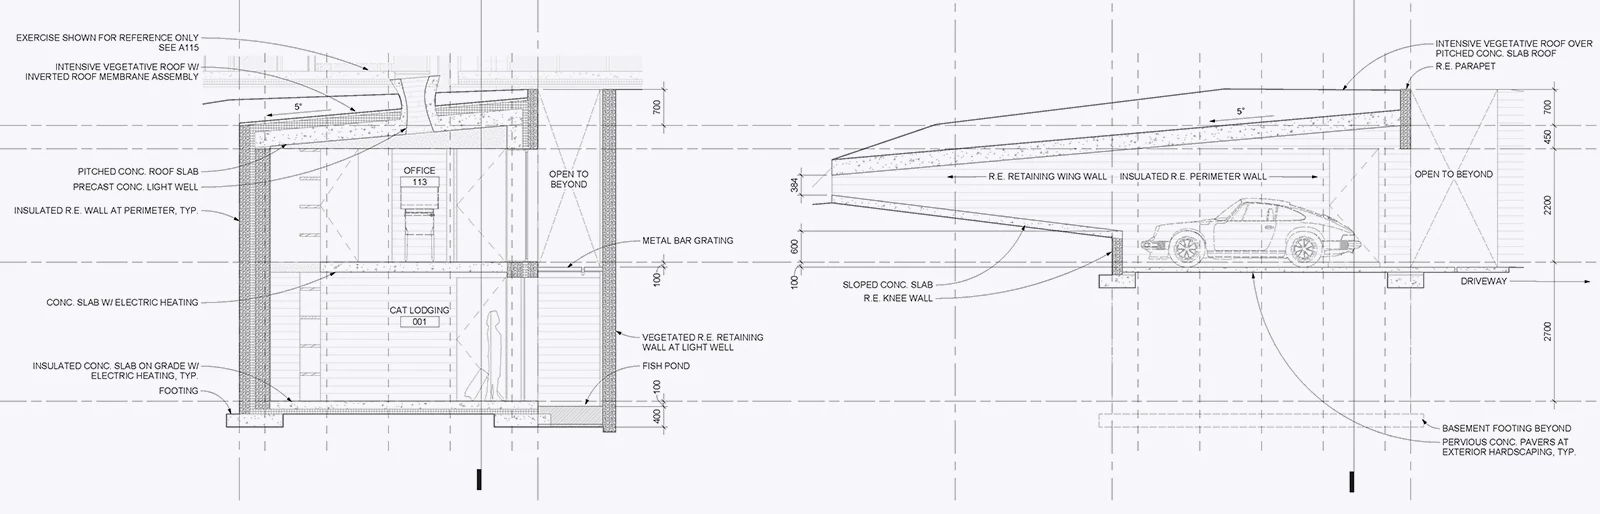 EXERCISE SHOWN FOR REFERENCE ONLY
SEE A115
INTENSIVE VEGETATIVE ROOF W/
INVERTED ROOF MEMBRANE ASSEMBLY
5°
PITCHED CONC. ROOF SLAB
PRECAST CONC. LIGHT WELL
INSULATED R.E. WALL AT PERIMETER, TYP.
CONC. SLAB W/ ELECTRIC HEATING
INSULATED CONC. SLAB ON GRADE W/
ELECTRIC HEATING, TYP.
FOOTING
OFFICE
113
CAT LODGING
001
OPEN TO
BEYOND
METAL BAR GRATING
VEGETATED R.E. RETAINING
WALL AT LIGHT WELL
FISH POND
700
100
100
400
384
600
100
5°
R.E. RETAINING WING WALL
INSULATED R.E. PERIMETER WALL
SLOPED CONC. SLAB
R.E. KNEE WALL
INTENSIVE VEGETATIVE ROOF OVER
PITCHED CONC. SLAB ROOF
R.E. PARAPET
OPEN TO BEYOND
700
450
2200
2700
DRIVEWAY
BASEMENT FOOTING BEYOND
PERVIOUS CONC. PAVERS AT
EXTERIOR HARDSCAPING, TYP.